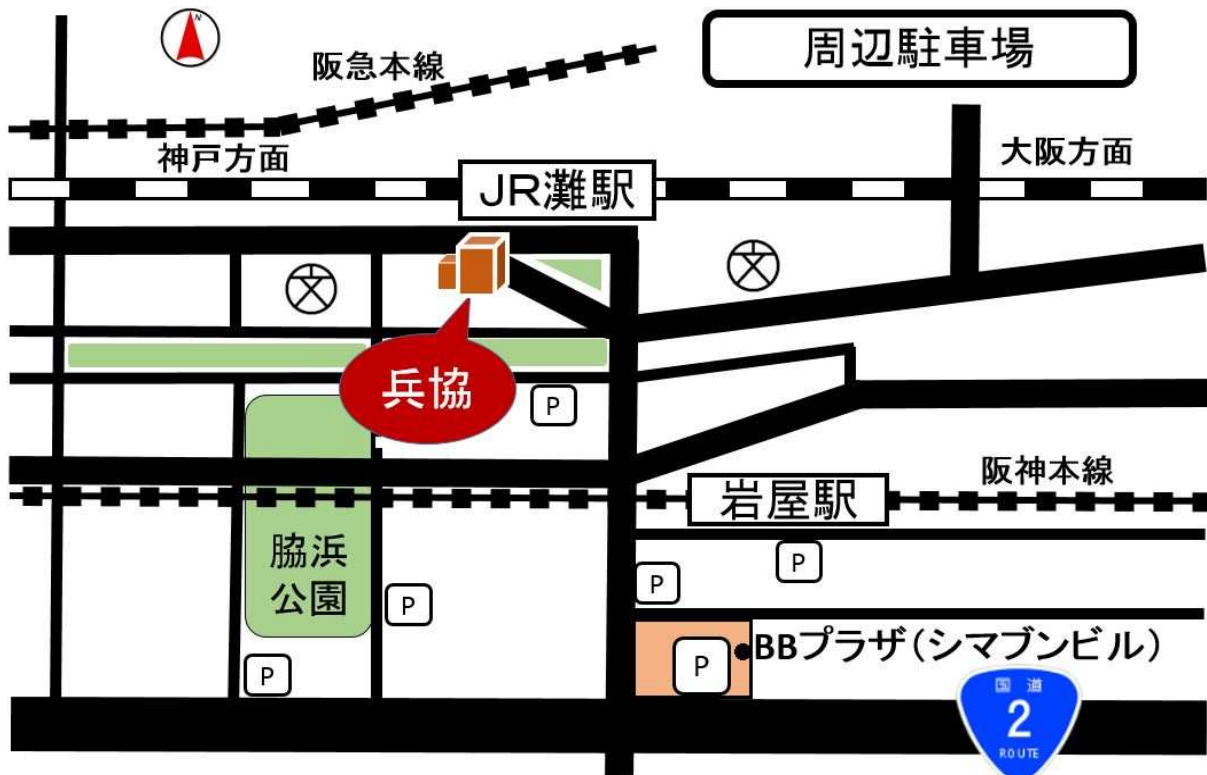 N
周辺駐車場
阪急本線
神戸方面
大阪方面
JR灘駅
文
文
兵協
P
阪神本線
岩屋駅
脇浜
公園
P
P
P
P
P
BBプラザ(シマブンビル)
国道
2
ROUTE